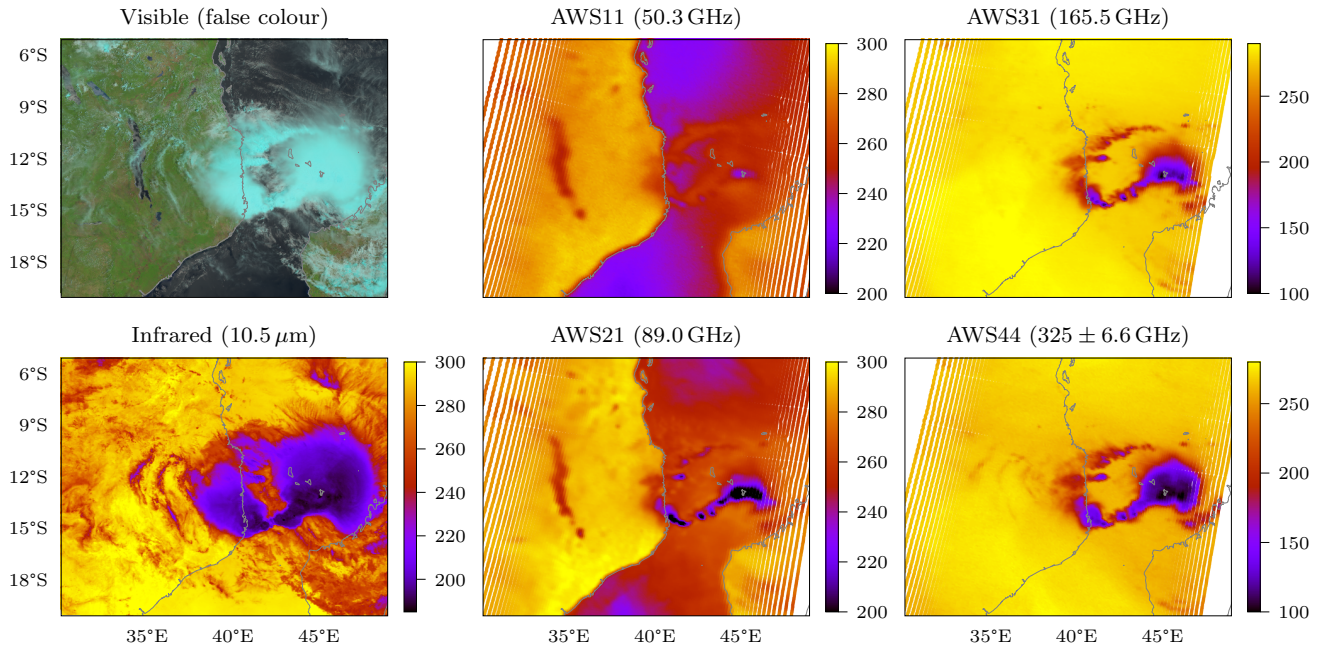 Visible (false colour)
AWS11 (50.3 GHz)
AWS31 (165.5 GHz)
6°S
9°S
12°S
15°S
18°S
300
280
260
240
220
200
250
200
150
100
Infrared (10.5 μm)
AWS21 (89.0 GHz)
AWS44 (325 ± 6.6 GHz)
6°S
9°S
12°S
15°S
18°S
300
280
260
240
220
200
300
280
260
240
220
200
250
200
150
100
35°E 40°E 45°E
35°E 40°E 45°E
35°E 40°E 45°E